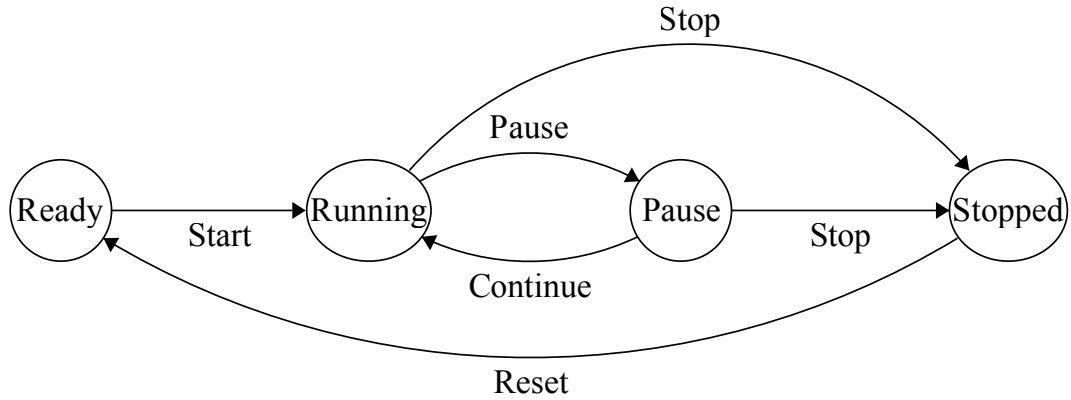 Stop
Pause
Ready
Running
Pause
Stopped
Start
Stop
Continue
Reset